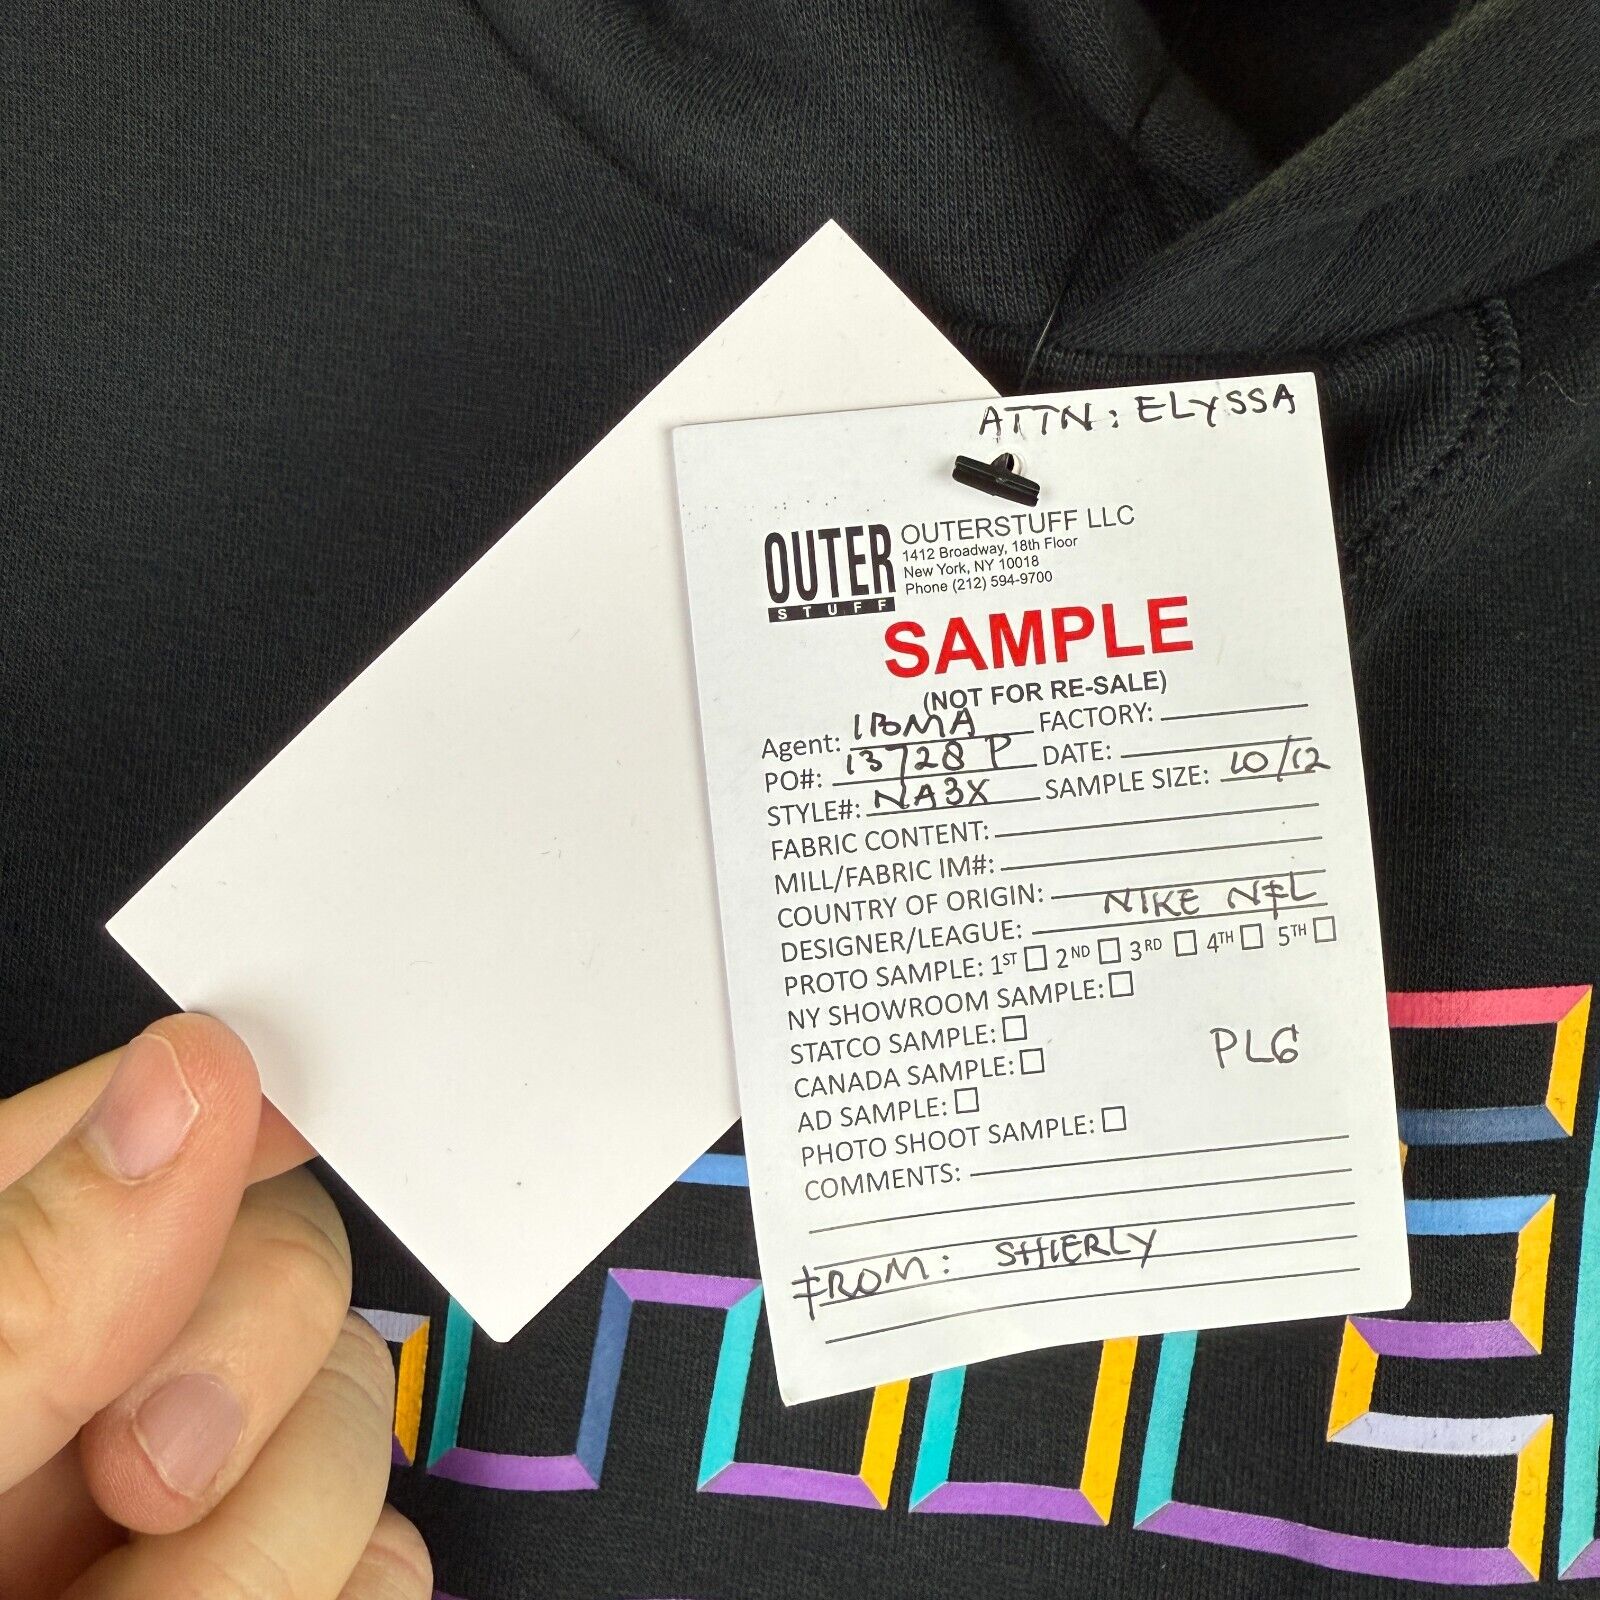 ATTN: ELYSSA
OUTER
STUFF
OUTERSTUFF LLC
1412 Broadway, 18th Floor
New York, NY 10018
Phone (212) 594-9700
SAMPLE
(NOT FOR RE-SALE)
Agent: IBMA FACTORY:
PO#: 13728 P DATE:
STYLE#: NA3X SAMPLE SIZE: 10/12
FABRIC CONTENT:
MILL/FABRIC IM#:
COUNTRY OF ORIGIN:
DESIGNER/LEAGUE: NIKE NFL
PROTO SAMPLE: 1ST 2ND 3RD 4TH 5TH
NY SHOWROOM SAMPLE:
STATCO SAMPLE:
CANADA SAMPLE:
PLG
AD SAMPLE:
PHOTO SHOOT SAMPLE:
COMMENTS:
FROM: SHIERLY